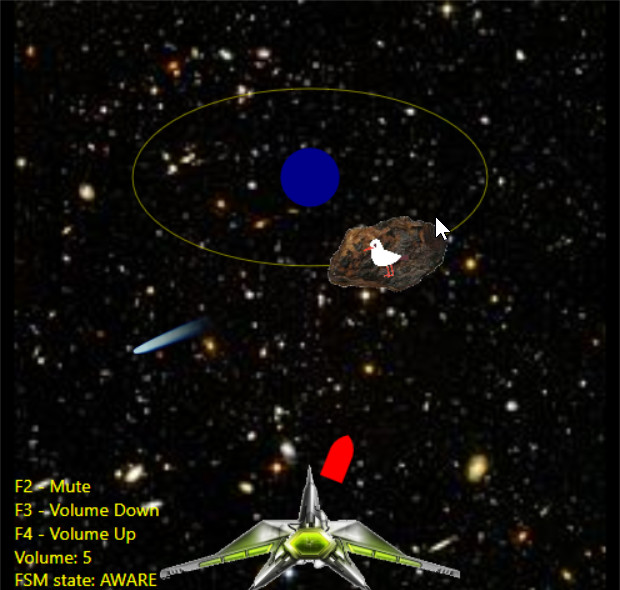 F2 - Mute
F3 - Volume Down
F4 - Volume Up
Volume: 5
FSM state: AWARE